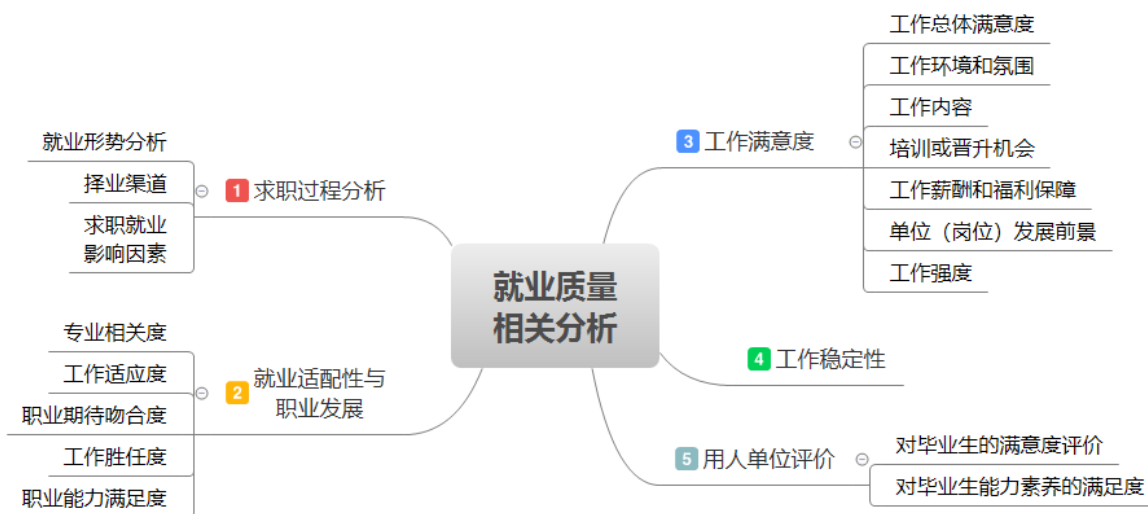 就业质量
相关分析
1 求职过程分析
就业形势分析
择业渠道
求职就业
影响因素
2 就业适配性与
职业发展
专业相关度
工作适应度
职业期待吻合度
工作胜任度
职业能力满足度
3 工作满意度
工作总体满意度
工作环境和氛围
工作内容
培训或晋升机会
工作薪酬和福利保障
单位（岗位）发展前景
工作强度
4 工作稳定性
5 用人单位评价
对毕业生的满意度评价
对毕业生能力素养的满足度